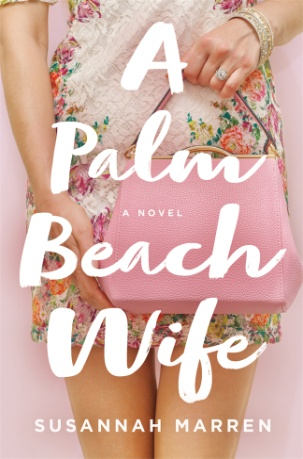 A
Palm
A NOVEL
Beach
Wife
SUSANNAH MARREN